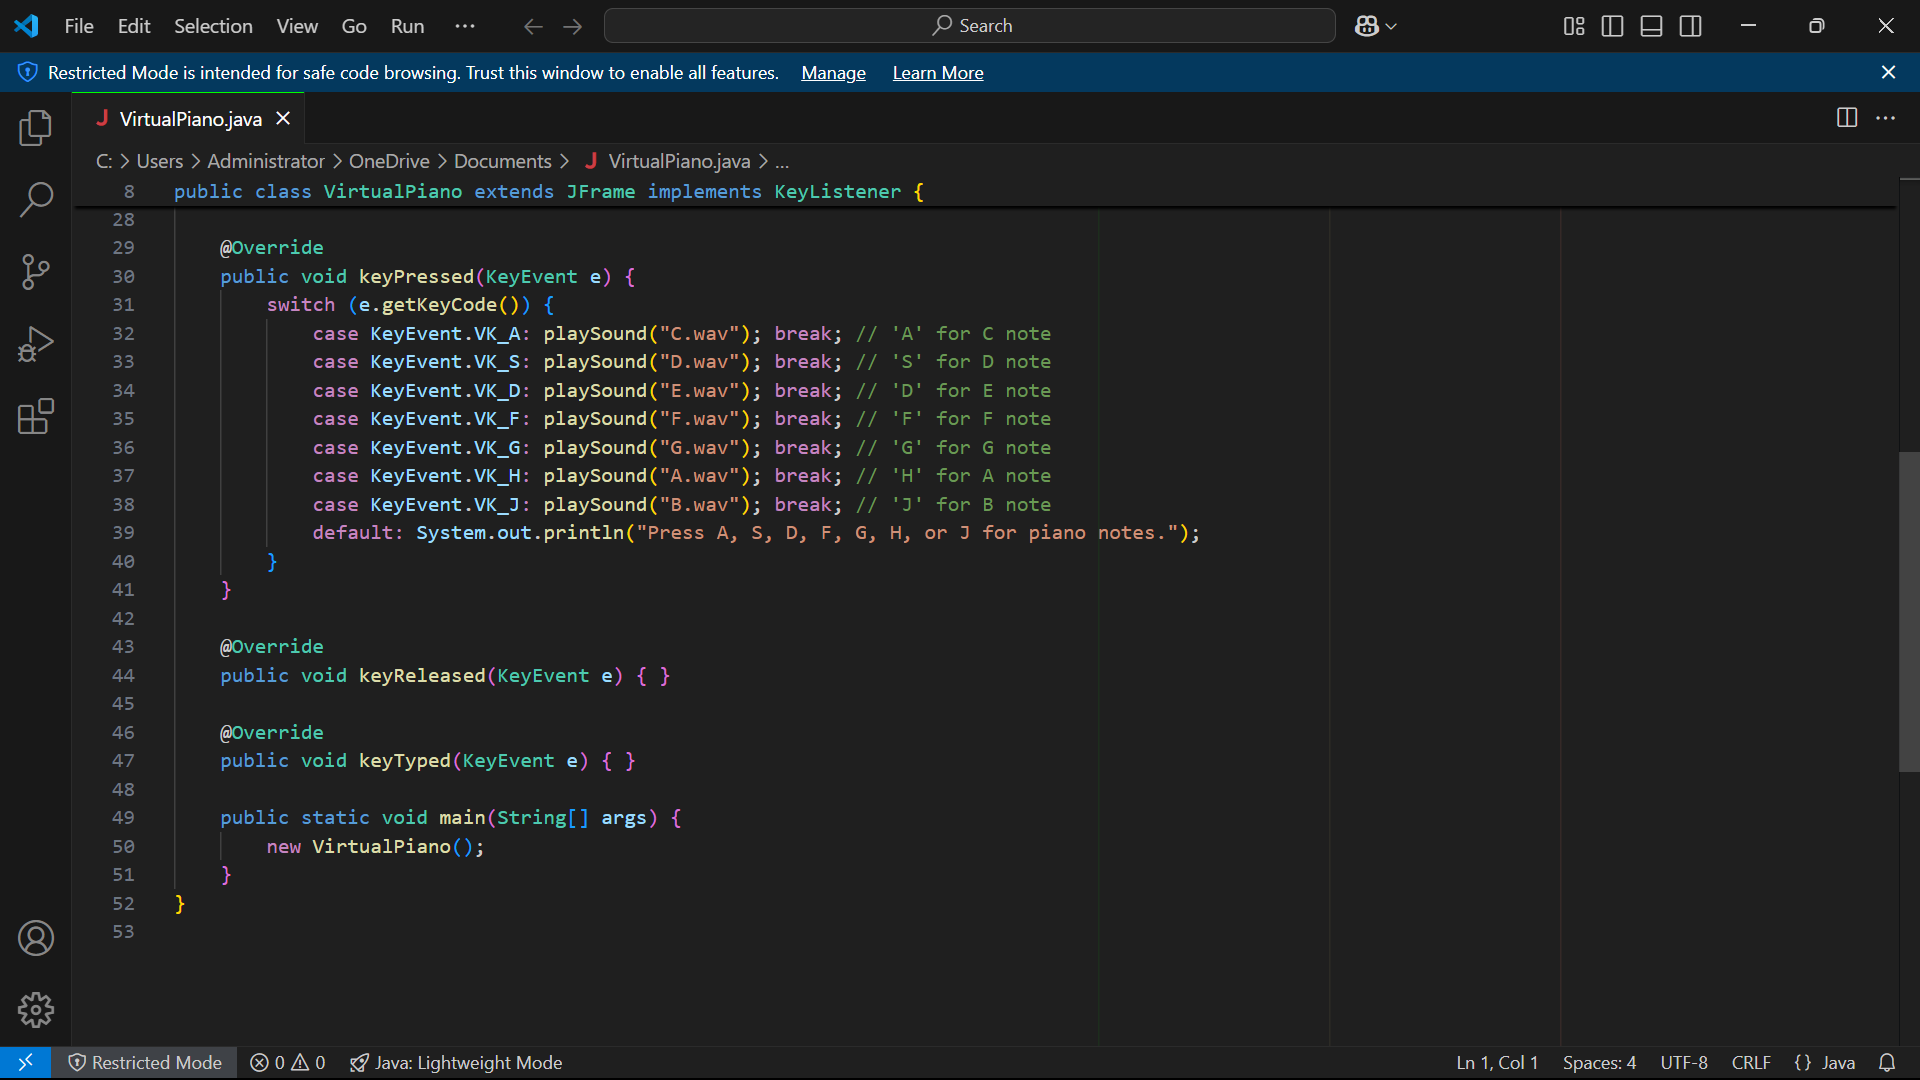 File Edit Selection View Go Run ··· Search
Restricted Mode is intended for safe code browsing. Trust this window to enable all features. Manage Learn More
J VirtualPiano.java
C: > Users > Administrator > OneDrive > Documents > J VirtualPiano.java > ...
8 public class VirtualPiano extends JFrame implements KeyListener {
28
29 @Override
30 public void keyPressed(KeyEvent e) {
31 switch (e.getKeyCode()) {
32 case KeyEvent.VK_A: playSound("C.wav"); break; // 'A' for C note
33 case KeyEvent.VK_S: playSound("D.wav"); break; // 'S' for D note
34 case KeyEvent.VK_D: playSound("E.wav"); break; // 'D' for E note
35 case KeyEvent.VK_F: playSound("F.wav"); break; // 'F' for F note
36 case KeyEvent.VK_G: playSound("G.wav"); break; // 'G' for G note
37 case KeyEvent.VK_H: playSound("A.wav"); break; // 'H' for A note
38 case KeyEvent.VK_J: playSound("B.wav"); break; // 'J' for B note
39 default: System.out.println("Press A, S, D, F, G, H, or J for piano notes.");
40 }
41 }
42
43 @Override
44 public void keyReleased(KeyEvent e) { }
45
46 @Override
47 public void keyTyped(KeyEvent e) { }
48
49 public static void main(String[] args) {
50 new VirtualPiano();
51 }
52 }
53
Restricted Mode 0 0 Java: Lightweight Mode Ln 1, Col 1 Spaces: 4 UTF-8 CRLF {} Java